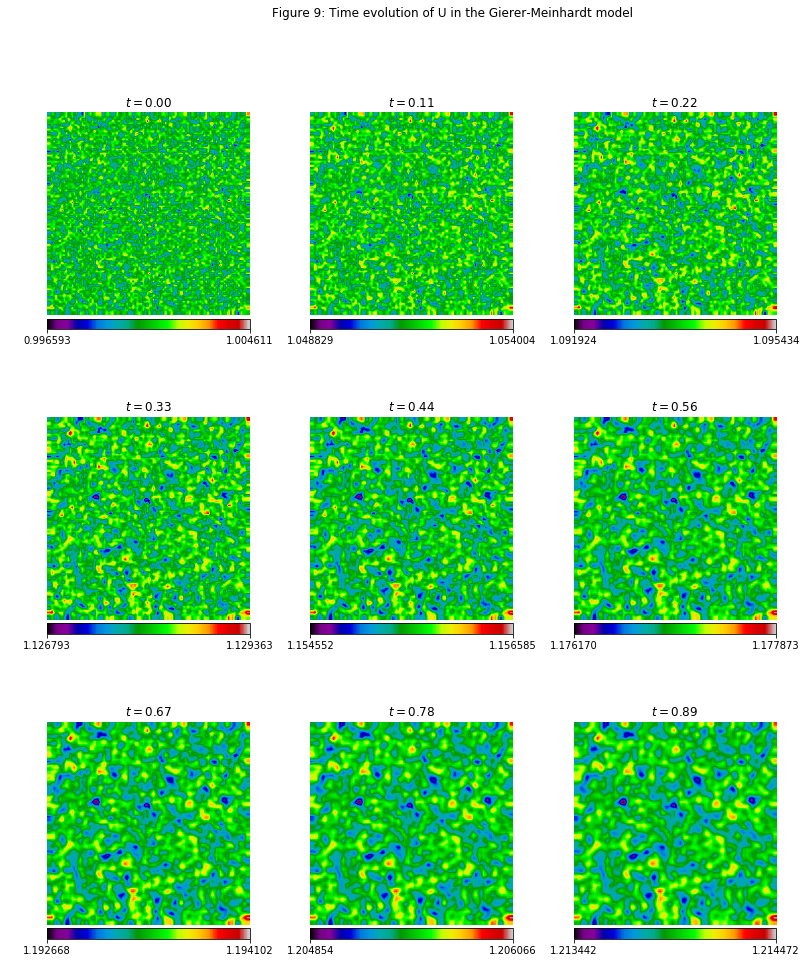 Figure 9: Time evolution of U in the Gierer-Meinhardt model
t = 0.00
t = 0.11
t = 0.22
0.996593 1.004611
1.048829 1.054004
1.091924 1.095434
t = 0.33
t = 0.44
t = 0.56
1.126793 1.129363
1.154552 1.156585
1.176170 1.177873
t = 0.67
t = 0.78
t = 0.89
1.192668 1.194102
1.204854 1.206066
1.213442 1.214472